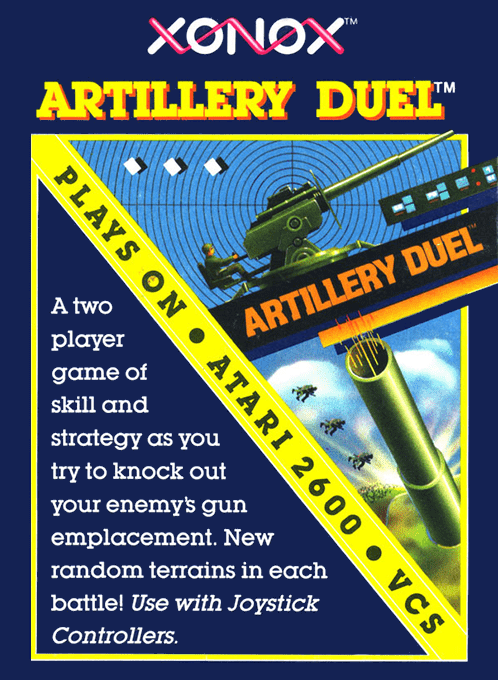 XONOX™
ARTILLERY DUEL™
PLAYS ON • ATARI 2600 • VCS
ARTILLERY DUEL™
A two
player
game of
skill and
strategy as you
try to knock out
your enemy's gun
emplacement. New
random terrains in each
battle! Use with Joystick
Controllers.